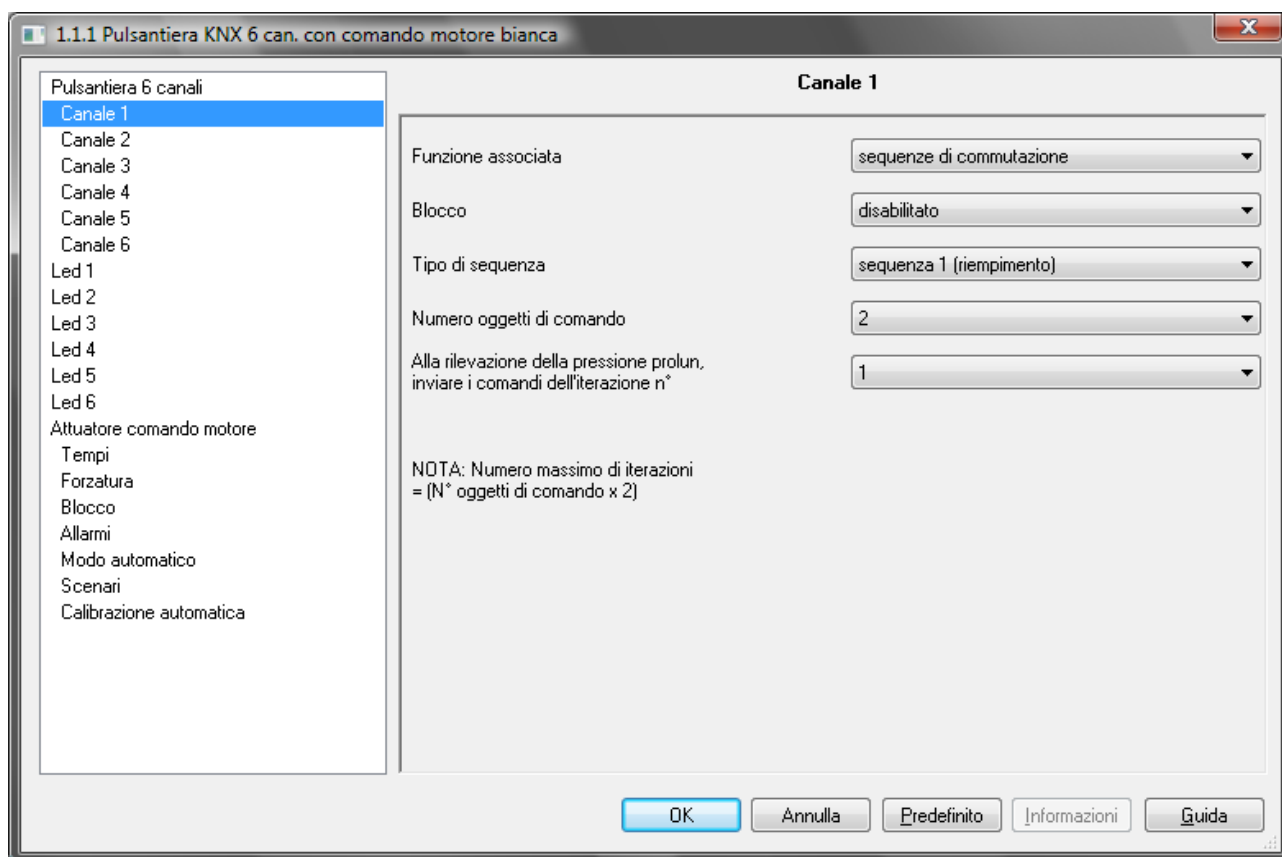 1.1.1 Pulsantiera KNX 6 can. con comando motore bianca
Pulsantiera 6 canali
Canale 1
Canale 2
Canale 3
Canale 4
Canale 5
Canale 6
Led 1
Led 2
Led 3
Led 4
Led 5
Led 6
Attuatore comando motore
Tempi
Forzatura
Blocco
Allarmi
Modo automatico
Scenari
Calibrazione automatica
Canale 1
Funzione associata
sequenze di commutazione
Blocco
disabilitato
Tipo di sequenza
sequenza 1 (riempimento)
Numero oggetti di comando
2
Alla rilevazione della pressione prolun,
inviare i comandi dell'iterazione n°
1
NOTA: Numero massimo di iterazioni
= (N° oggetti di comando x 2)
OK
Annulla
Predefinito
Informazioni
Guida